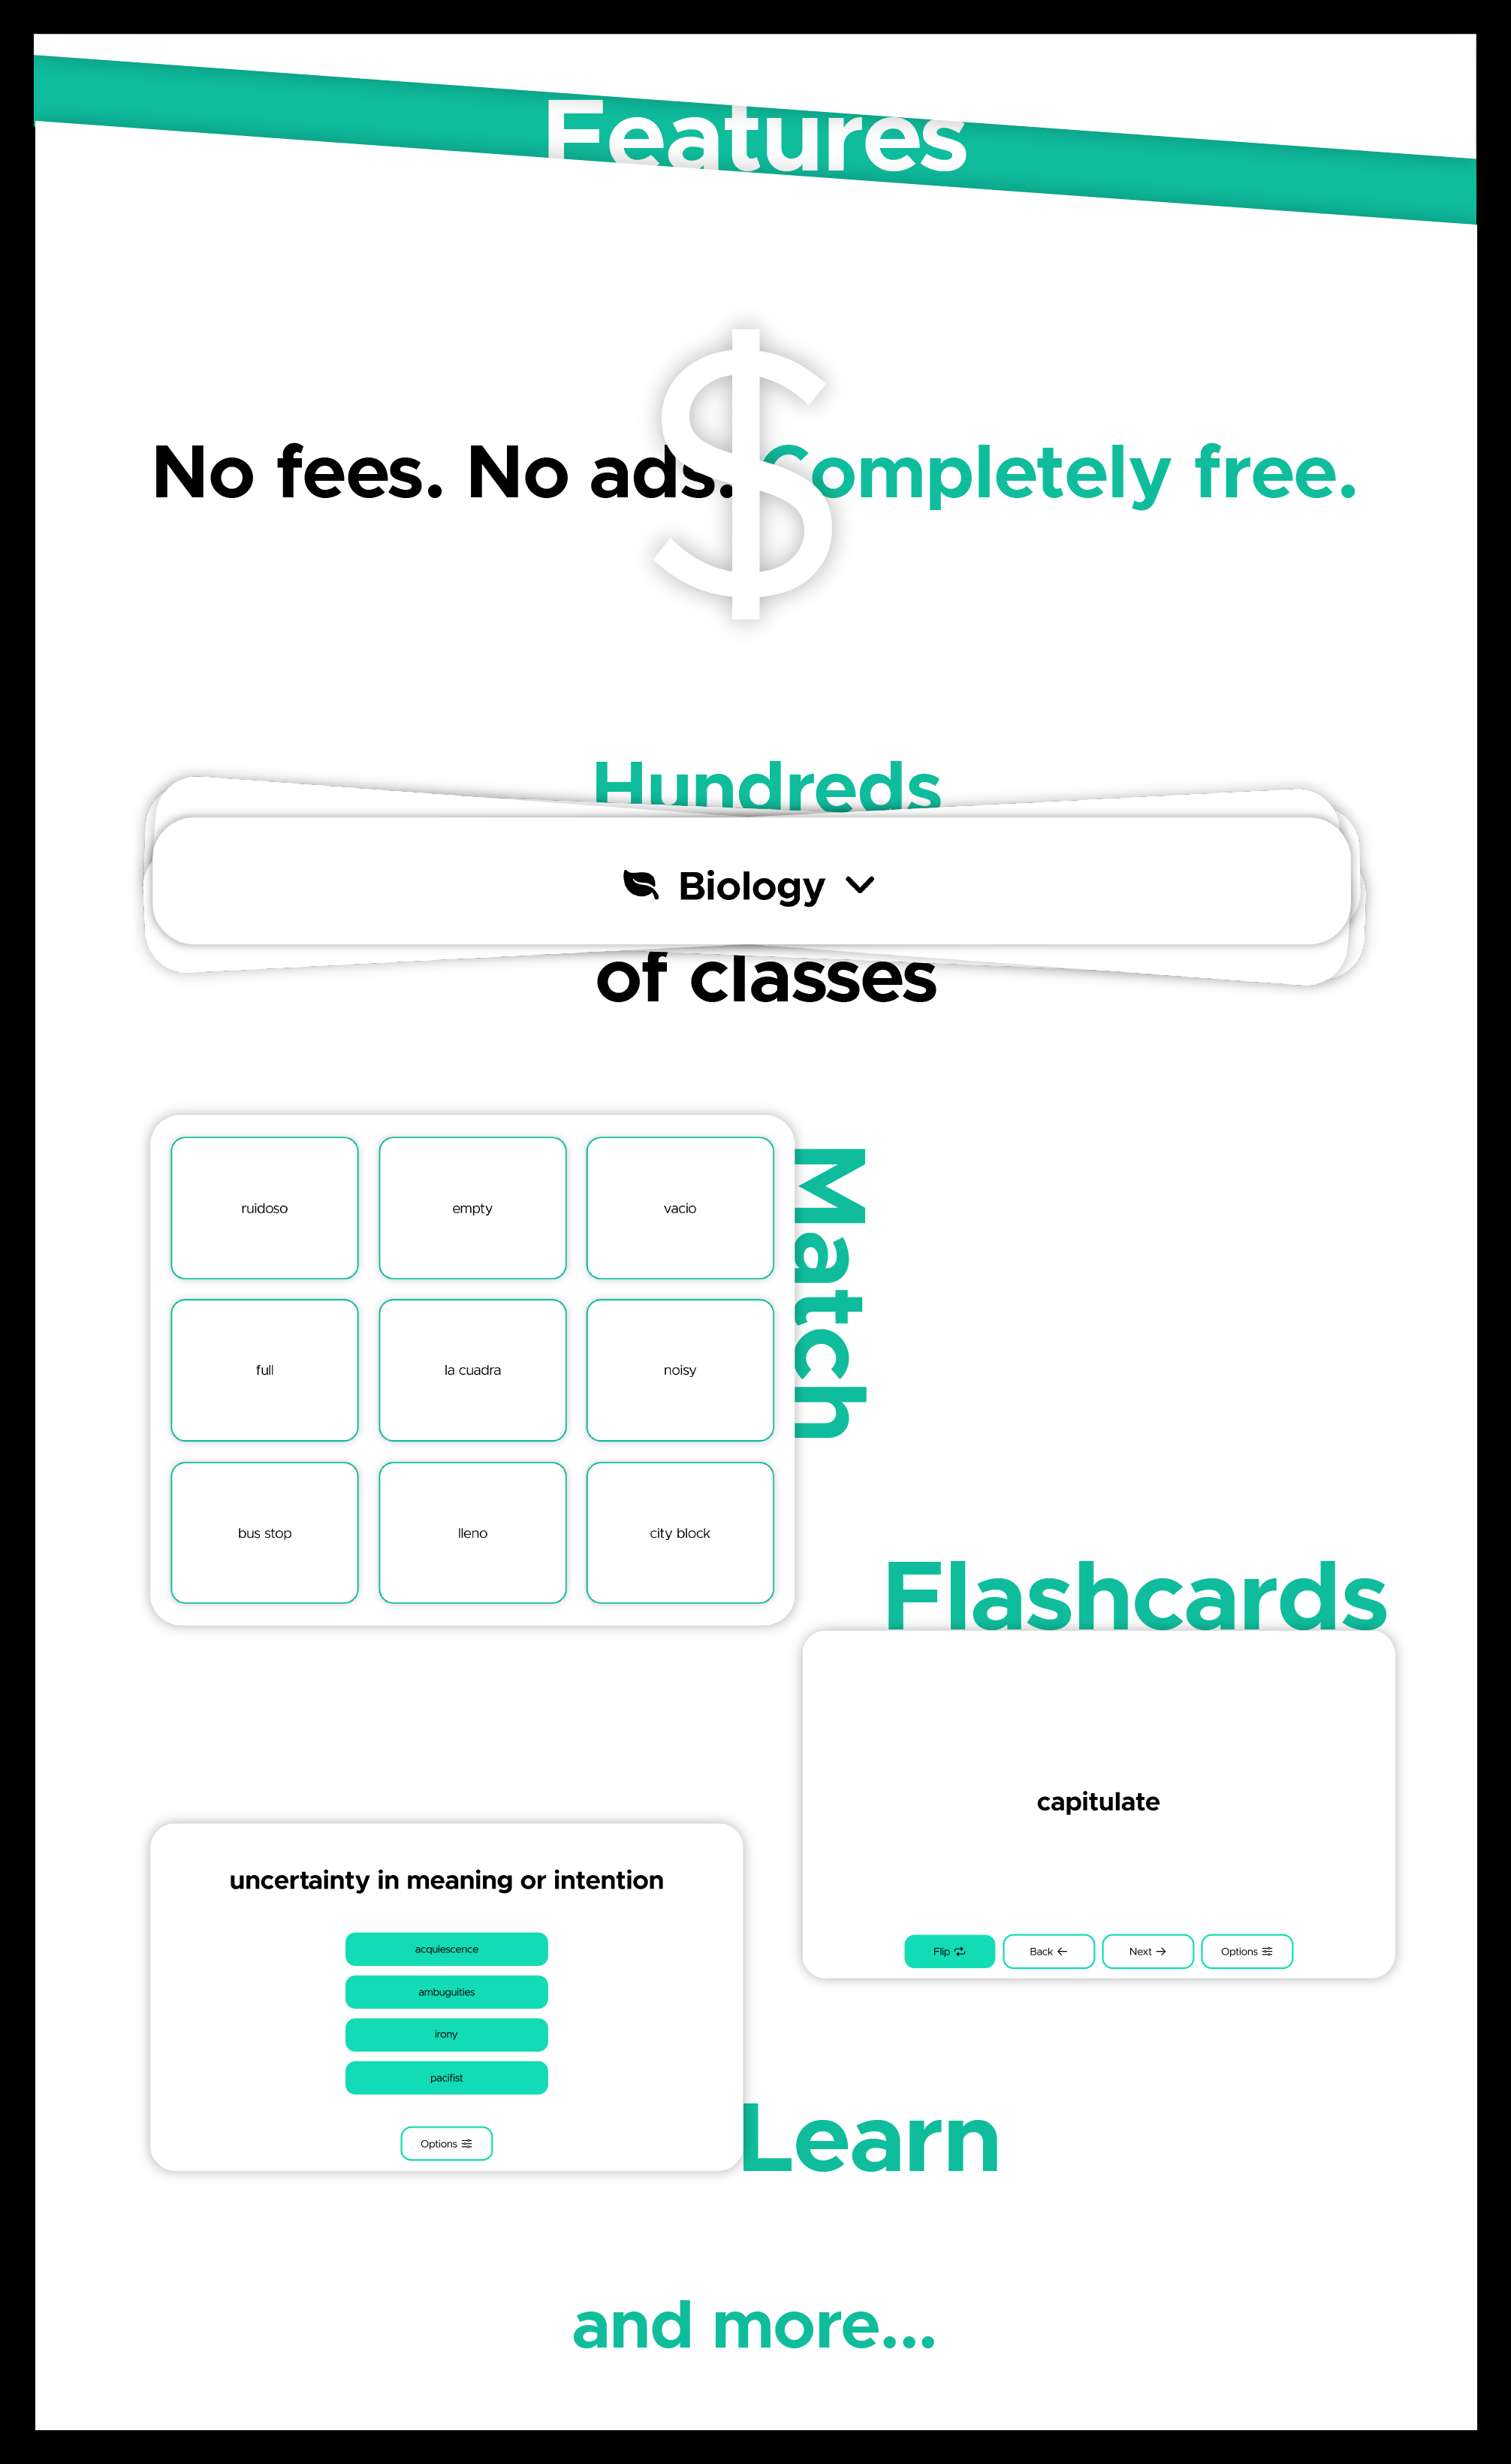 Features
No fees. No ads. Completely free.
Hundreds
Biology
of classes
ruidoso
empty
vacio
full
la cuadra
noisy
bus stop
lleno
city block
Match
Flashcards
capitulate
Flip
Back
Next
Options
uncertainty in meaning or intention
acquiescence
ambuguities
irony
pacifist
Options
Learn
and more...